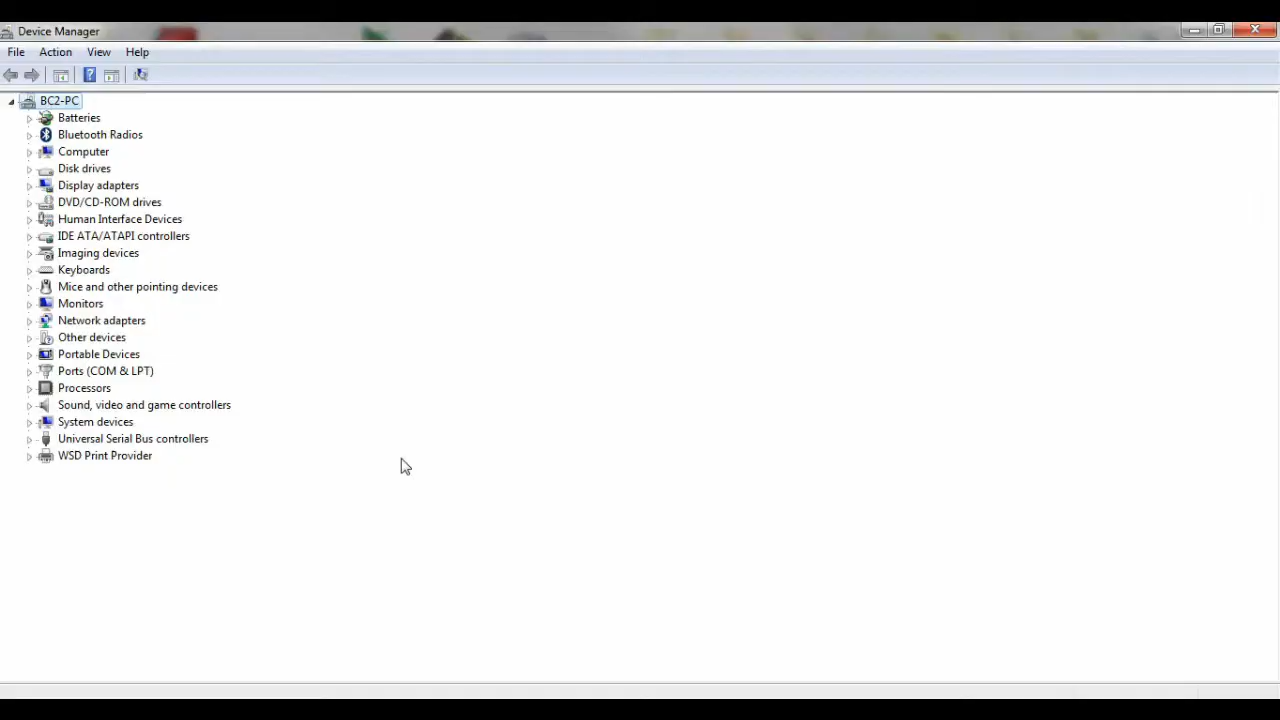 Device Manager
File Action View Help
BC2-PC
Batteries
Bluetooth Radios
Computer
Disk drives
Display adapters
DVD/CD-ROM drives
Human Interface Devices
IDE ATA/ATAPI controllers
Imaging devices
Keyboards
Mice and other pointing devices
Monitors
Network adapters
Other devices
Portable Devices
Ports (COM & LPT)
Processors
Sound, video and game controllers
System devices
Universal Serial Bus controllers
WSD Print Provider